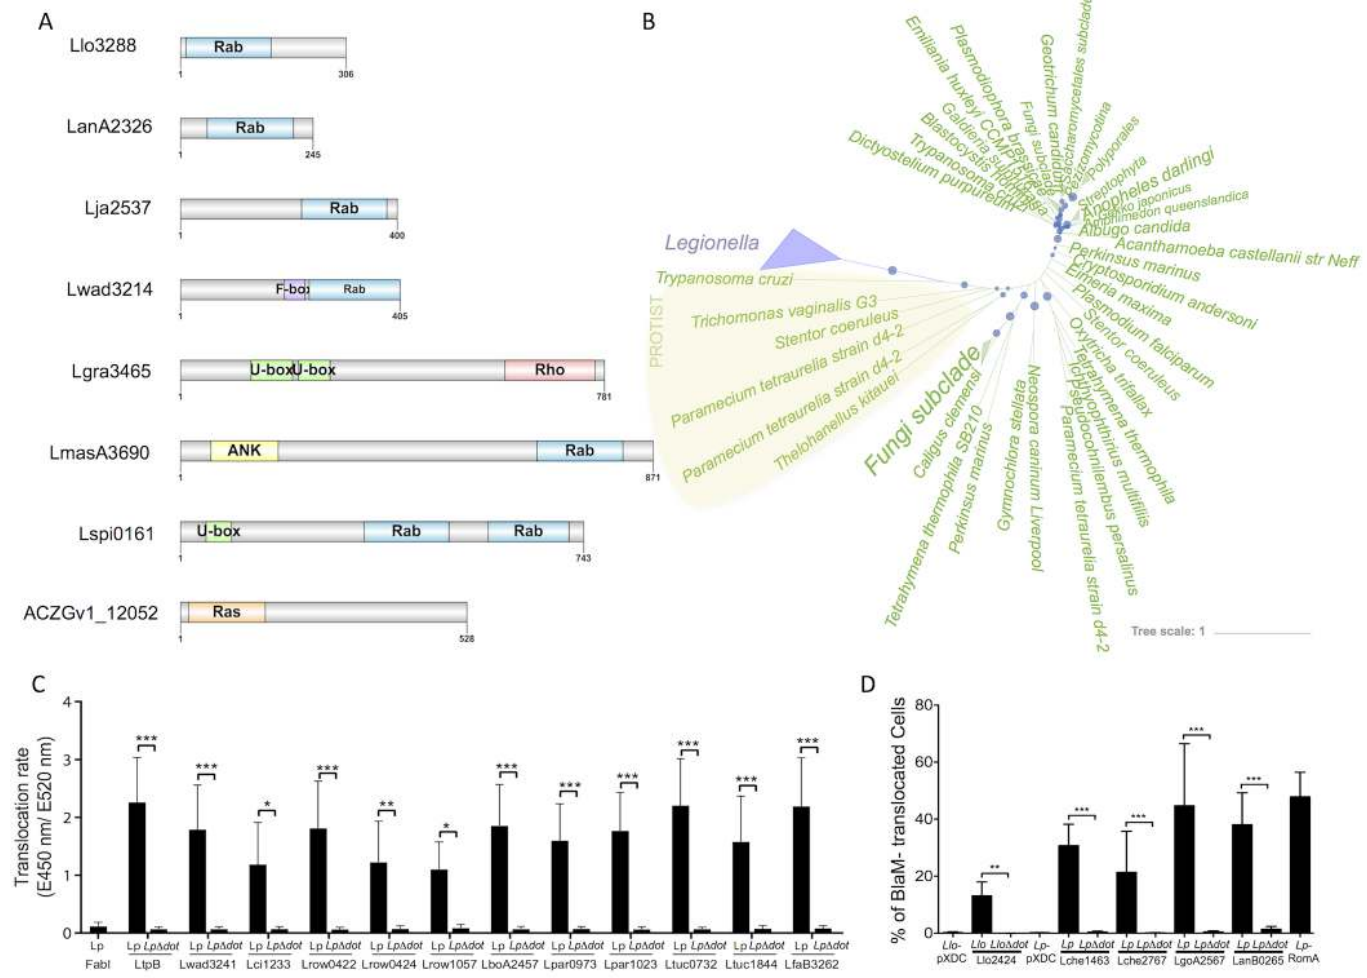 A
Llo3288
Rab
1
306
LanA2326
Rab
1
245
Lja2537
Rab
1
400
Lwad3214
F-box
Rab
1
405
Lgra3465
U-box
U-box
Rho
1
781
LmasA3690
ANK
Rab
1
871
Lspi0161
U-box
Rab
Rab
1
743
ACZGv1_12052
Ras
1
528
B
Legionella
PROTIST
Trypanosoma cruzi
Trichomonas vaginalis G3
Stentor coeruleus
Paramecium tetraurelia strain d4-2
Paramecium tetraurelia strain d4-2
Thelohanellus kitauei
Fungi subclade
Caligus clemensi
Tetrahymena thermophila SB210
Perkinsus marinus
Gymnochlora stellata
Neospora caninum Liverpool
Paramecium tetraurelia strain d4-2
Pseudocohnilembus persalinus
Ichthyophthirius multifiliis
Tetrahymena thermophila
Oxytricha trifallax
Stentor coeruleus
Plasmodium falciparum
Eimeria maxima
Cryptosporidium andersoni
Perkinsus marinus
Acanthamoeba castellanii str Neff
Albugo candida
Amphimedon queenslandica
Gekko japonicus
Anopheles darlingi
Streptophyta
Polyporales
Saccharomycetales subclade
Geotrichum candidum
Fungi subclade
Plasmodiophora brassicae
Emiliania huxleyi
Galdieria
Blastocystis hominis
Trypanosoma
Dictyostelium purpureum
Tree scale: 1
C
Translocation rate
(E450 nm/ E520 nm)
4
3
2
1
0
*** *** * *** ** * *** *** *** *** *** ***
Lp Lp LpΔdot Lp LpΔdot Lp LpΔdot Lp LpΔdot Lp LpΔdot Lp LpΔdot Lp LpΔdot Lp LpΔdot Lp LpΔdot Lp LpΔdot Lp LpΔdot Lp LpΔdot
FabI LtpB Lwad3241 Lci1233 Lrow0422 Lrow0424 Lrow1057 LboA2457 Lpar0973 Lpar1023 Ltuc0732 Ltuc1844 LfaB3262
D
% of BlaM- translocated Cells
80
60
40
20
0
** *** *** *** ***
Llo- Llo LloΔdot Lp- Lp LpΔdot Lp LpΔdot Lp LpΔdot Lp LpΔdot Lp-
pXDC Llo2424 pXDC Lche1463 Lche2767 LgoA2567 LanB0265 RomA